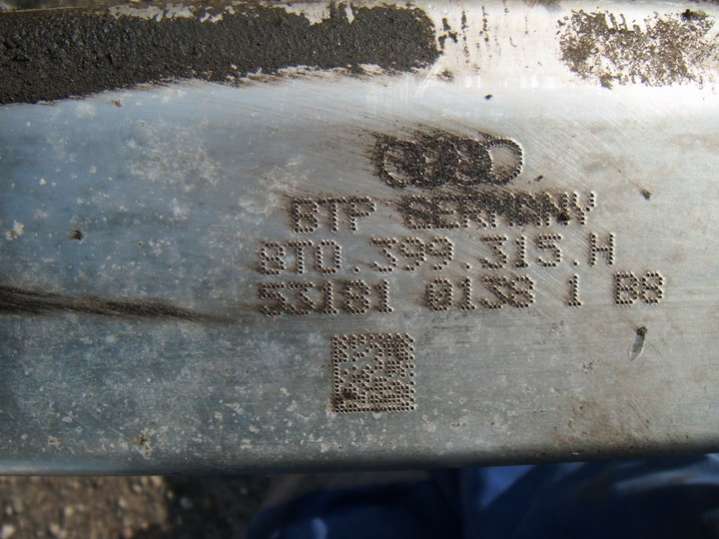 BTP GERMANY
8T0.399.315.H
53181 0138 1 B8